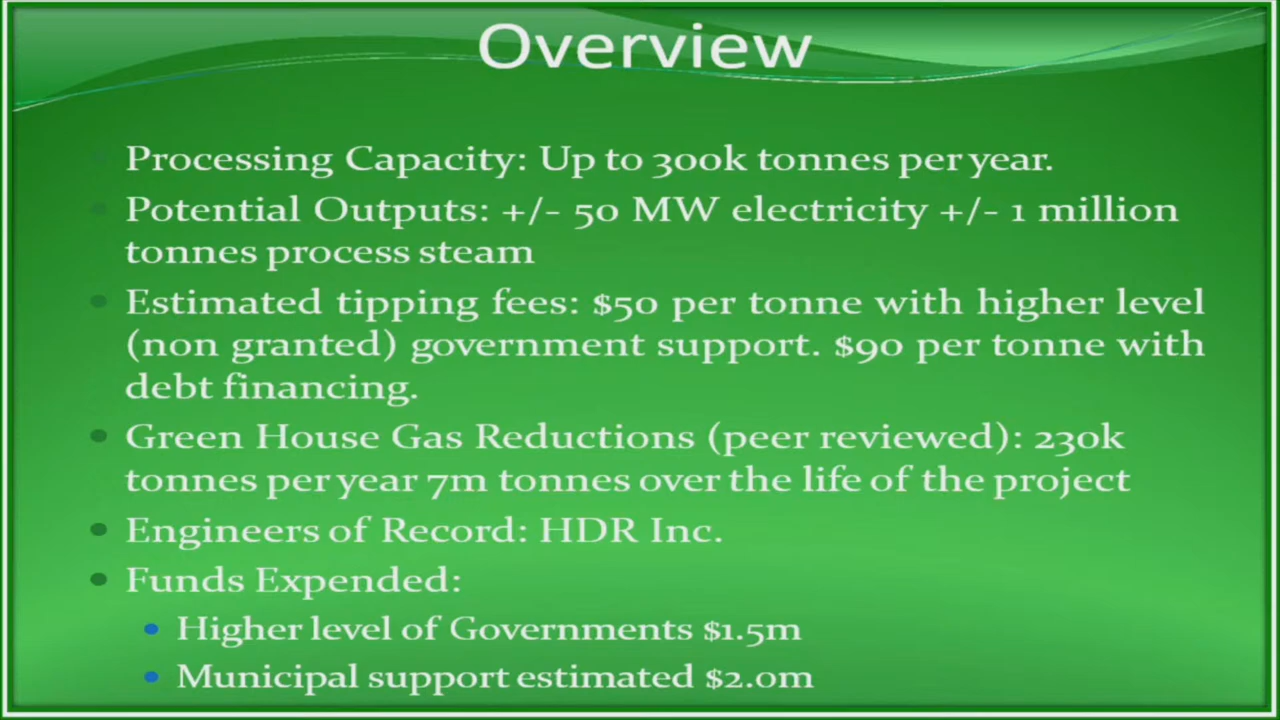 Overview
Processing Capacity: Up to 300k tonnes per year.
Potential Outputs: +/- 50 MW electricity +/- 1 million
tonnes process steam
Estimated tipping fees: $50 per tonne with higher level
(non granted) government support. $90 per tonne with
debt financing.
Green House Gas Reductions (peer reviewed): 230k
tonnes per year 7m tonnes over the life of the project
Engineers of Record: HDR Inc.
Funds Expended:
Higher level of Governments $1.5m
Municipal support estimated $2.0m